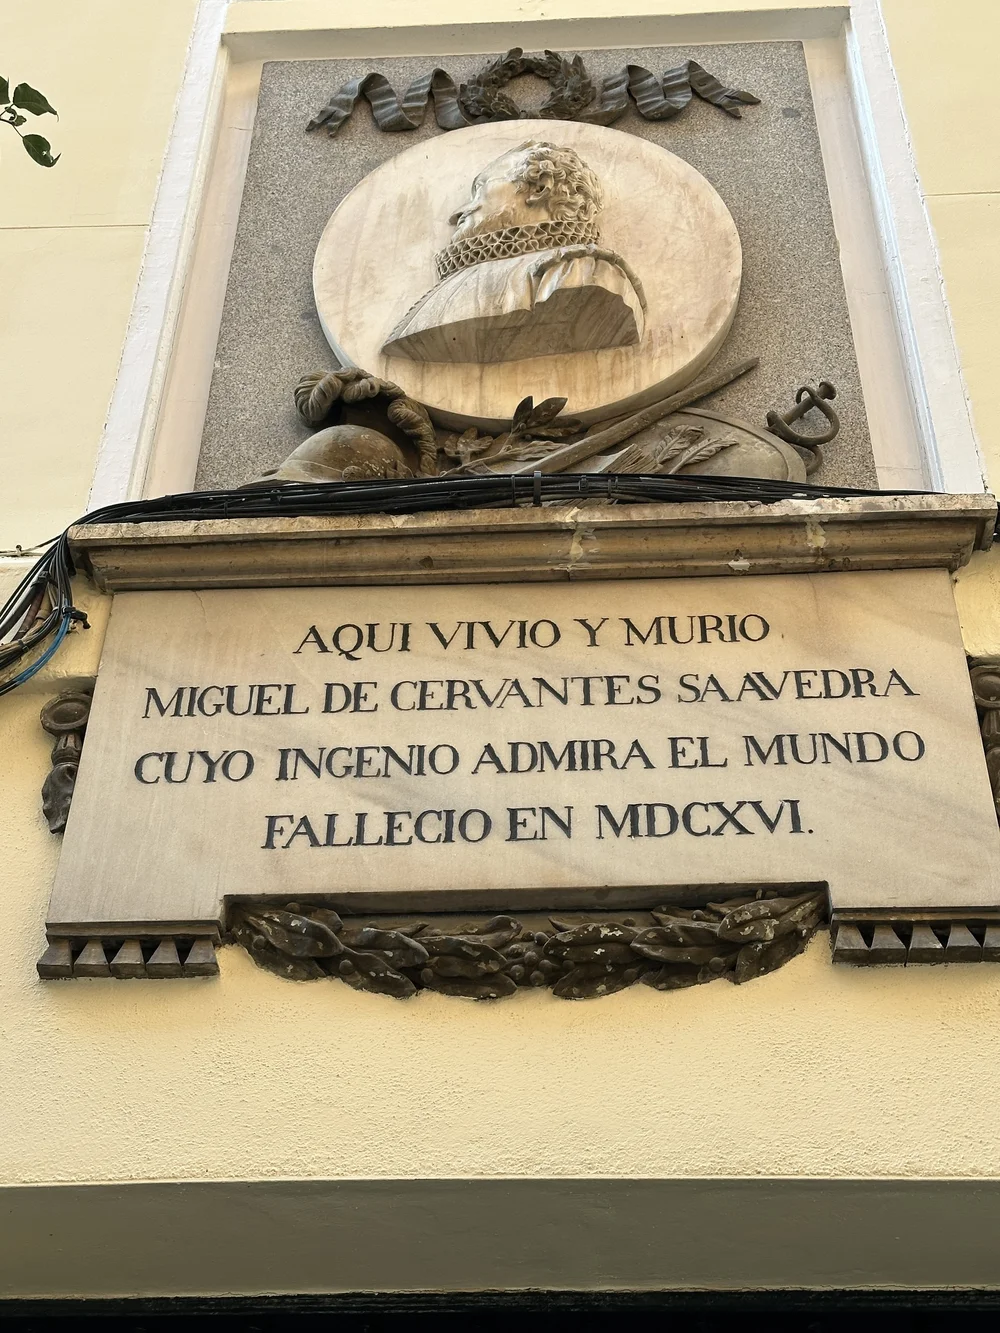 AQUI VIVIO Y MURIO
MIGUEL DE CERVANTES SAAVEDRA
CUYO INGENIO ADMIRA EL MUNDO
FALLECIO EN MDCXVI.